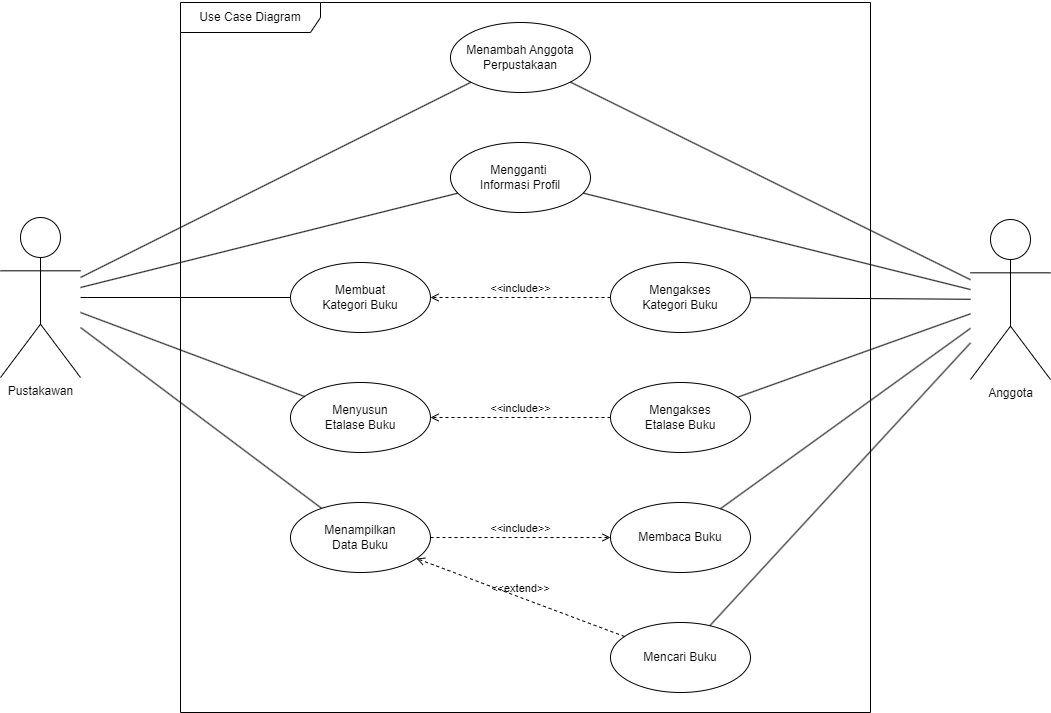 Use Case Diagram
Menambah Anggota
Perpustakaan
Mengganti
Informasi Profil
Membuat
Kategori Buku
<<include>>
Mengakses
Kategori Buku
Pustakawan
Anggota
Menyusun
Etalase Buku
<<include>>
Mengakses
Etalase Buku
Menampilkan
Data Buku
<<include>>
Membaca Buku
<<extend>>
Mencari Buku